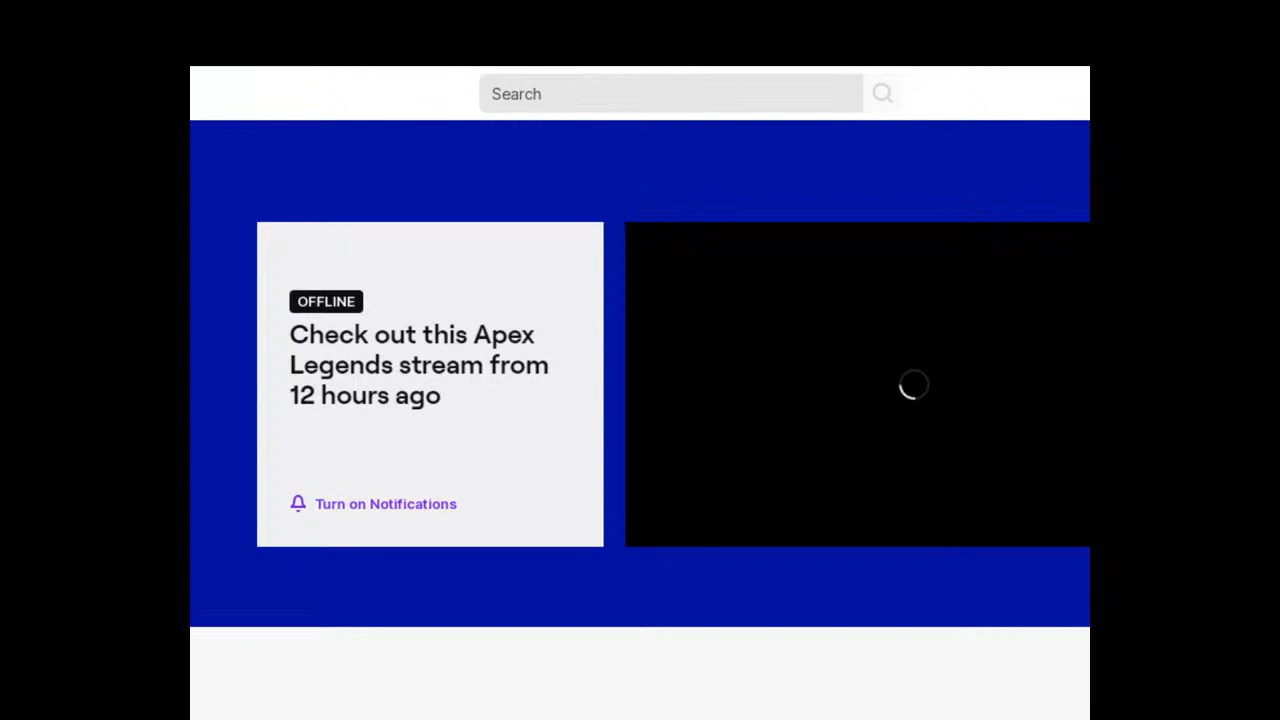 Search
OFFLINE
Check out this Apex
Legends stream from
12 hours ago
Turn on Notifications